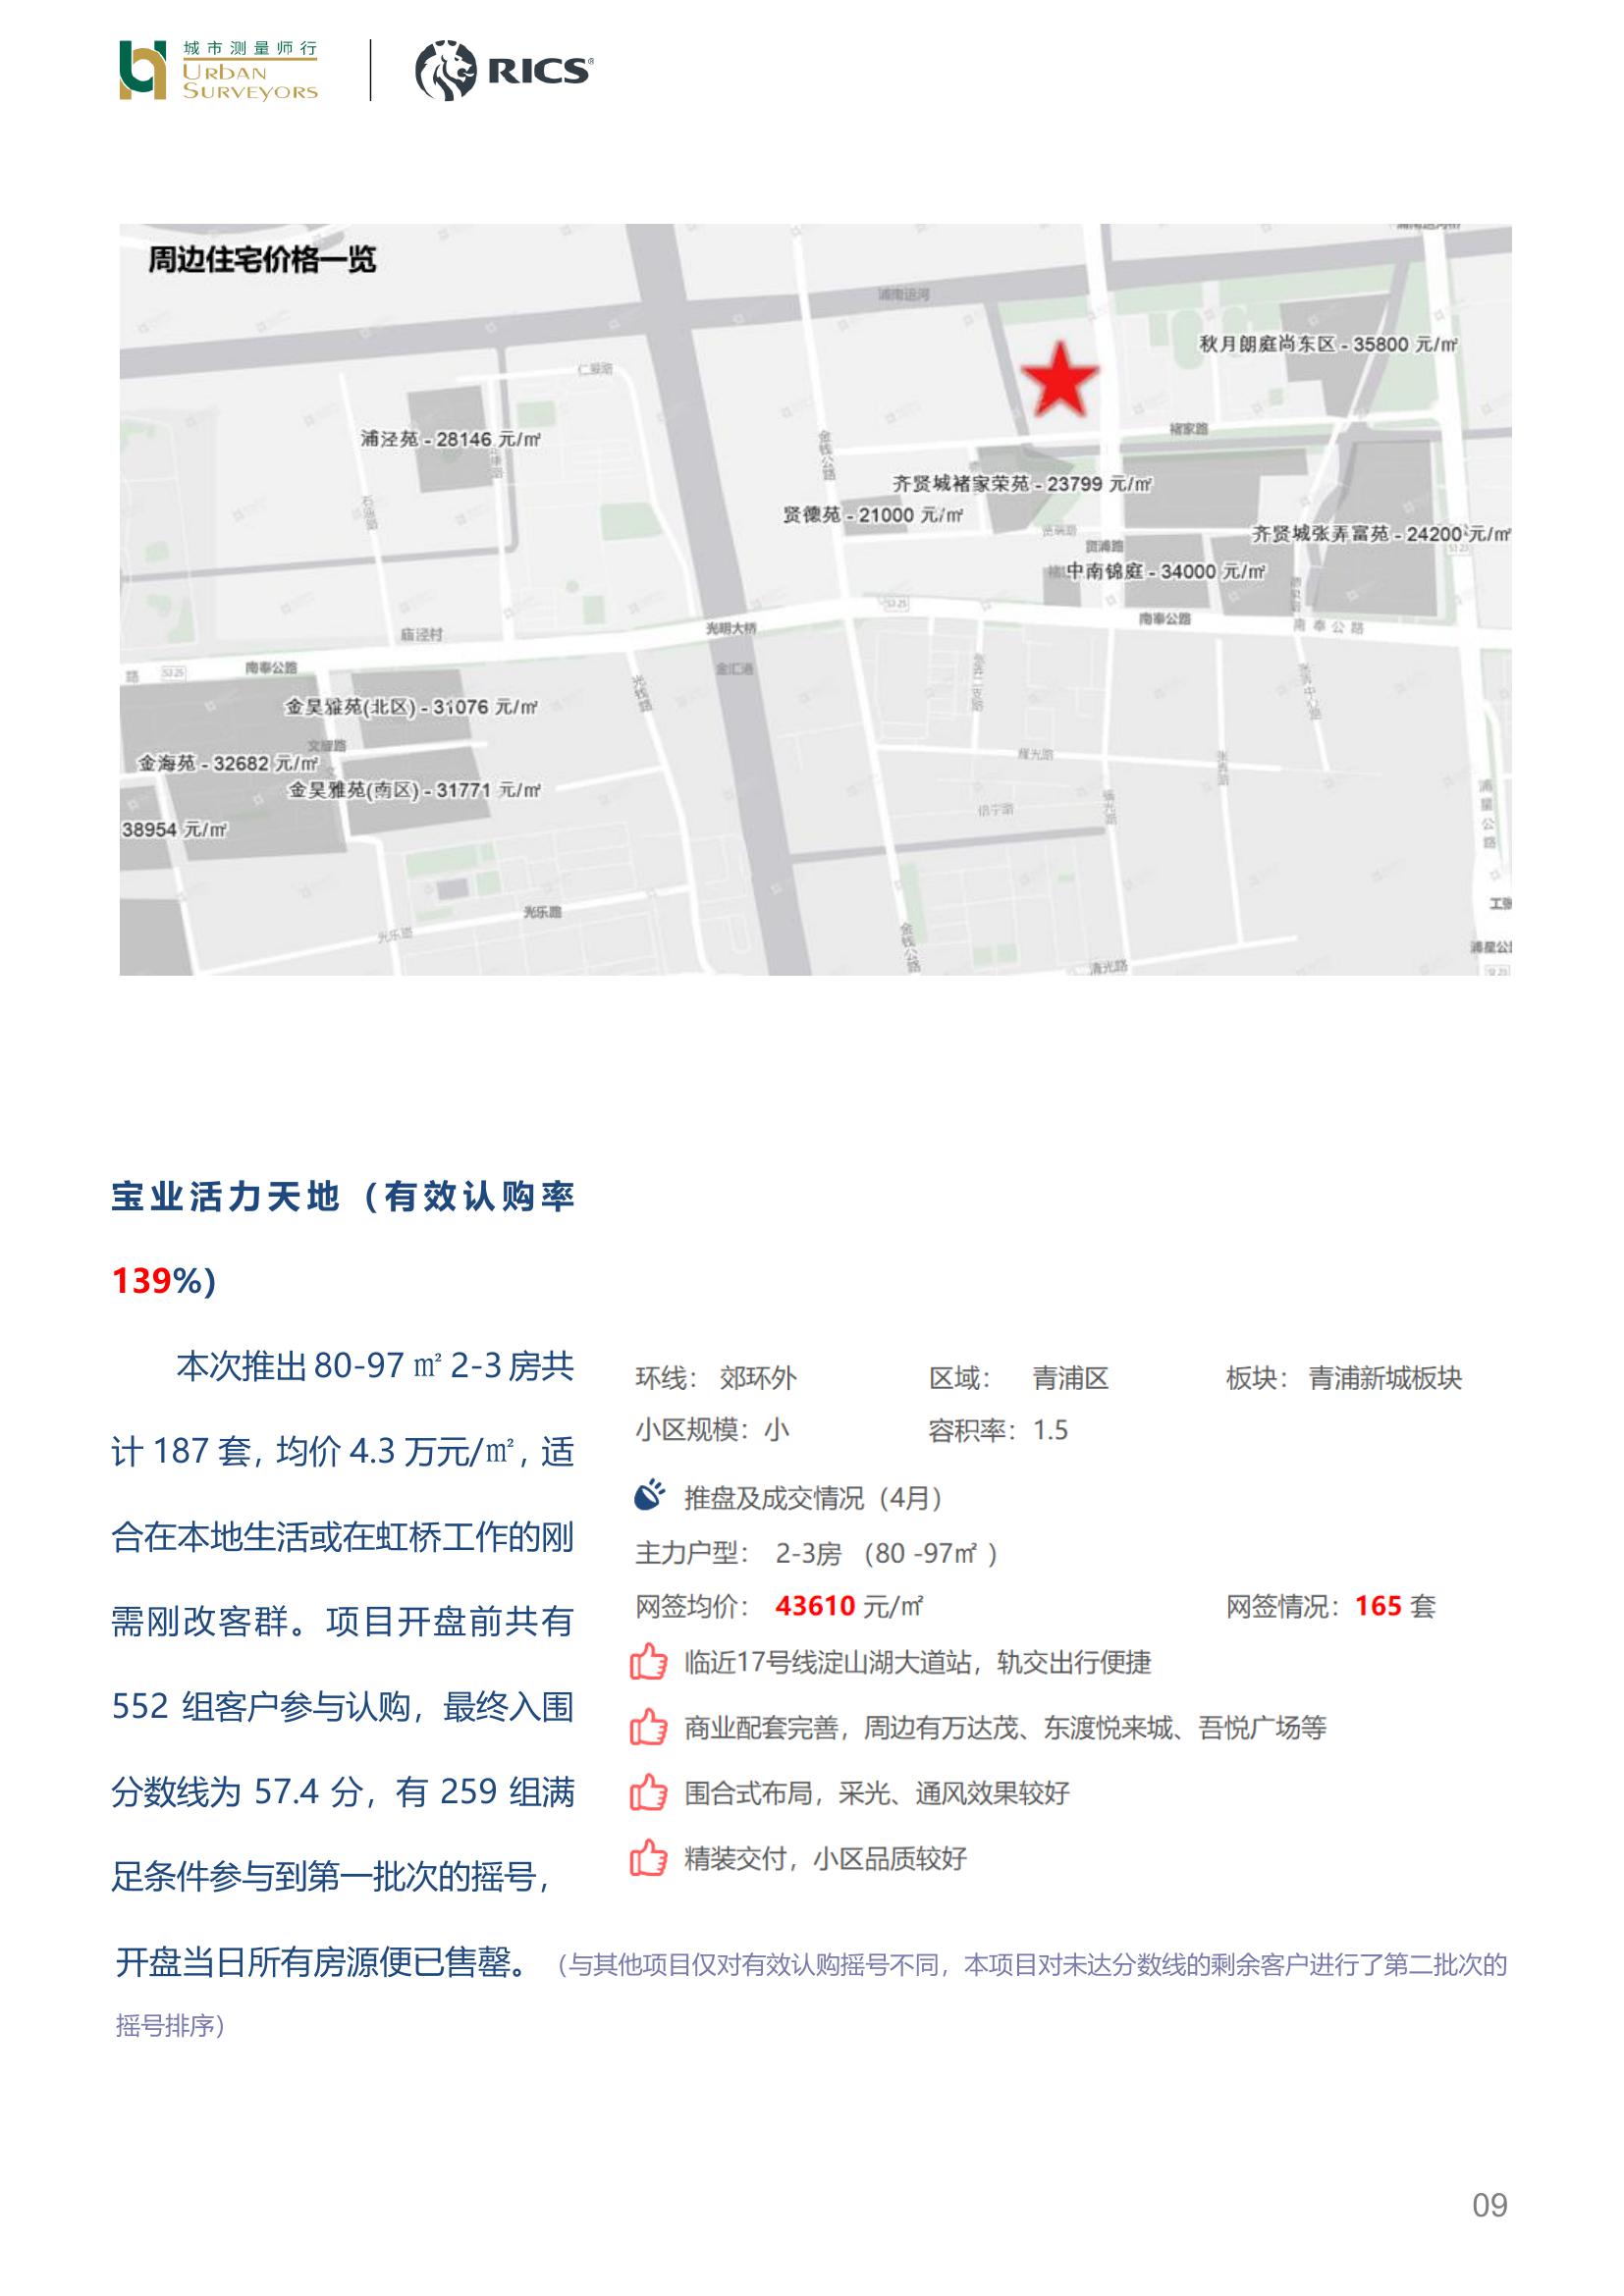 城市测量师行
URBAN
SURVEYORS
RICS®
周边住宅价格一览
浦南运河
秋月朗庭尚东区 - 35800 元/㎡
浦泾苑 - 28146 元/㎡
金钱公路
褚家路
齐贤城褚家荣苑 - 23799 元/㎡
贤德苑 - 21000 元/㎡
齐贤城张弄富苑 - 24200 元/㎡
贤浦路
中南锦庭 - 34000 元/㎡
S325
南奉公路
南奉公路
光明大桥
庙泾村
路
S325
南奉公路
金汇港
光钱路
金昊雅苑(北区) - 31076 元/㎡
金海苑 - 32682 元/㎡
金昊雅苑(南区) - 31771 元/㎡
38954 元/㎡
耀光路
浦星公路
光乐路
光乐路
金钱公路
清光路
宝业活力天地（有效认购率
139%)
本次推出 80-97 ㎡ 2-3 房共
计 187 套，均价 4.3 万元/㎡，适
合在本地生活或在虹桥工作的刚
需刚改客群。项目开盘前共有
552 组客户参与认购，最终入围
分数线为 57.4 分，有 259 组满
足条件参与到第一批次的摇号，
开盘当日所有房源便已售罄。（与其他项目仅对有效认购摇号不同，本项目对未达分数线的剩余客户进行了第二批次的
摇号排序）
环线： 郊环外 区域： 青浦区 板块： 青浦新城板块
小区规模：小 容积率：1.5
推盘及成交情况（4月）
主力户型： 2-3房 （80 -97㎡ ）
网签均价： 43610 元/㎡ 网签情况：165 套
临近17号线淀山湖大道站，轨交出行便捷
商业配套完善，周边有万达茂、东渡悦来城、吾悦广场等
围合式布局，采光、通风效果较好
精装交付，小区品质较好
09